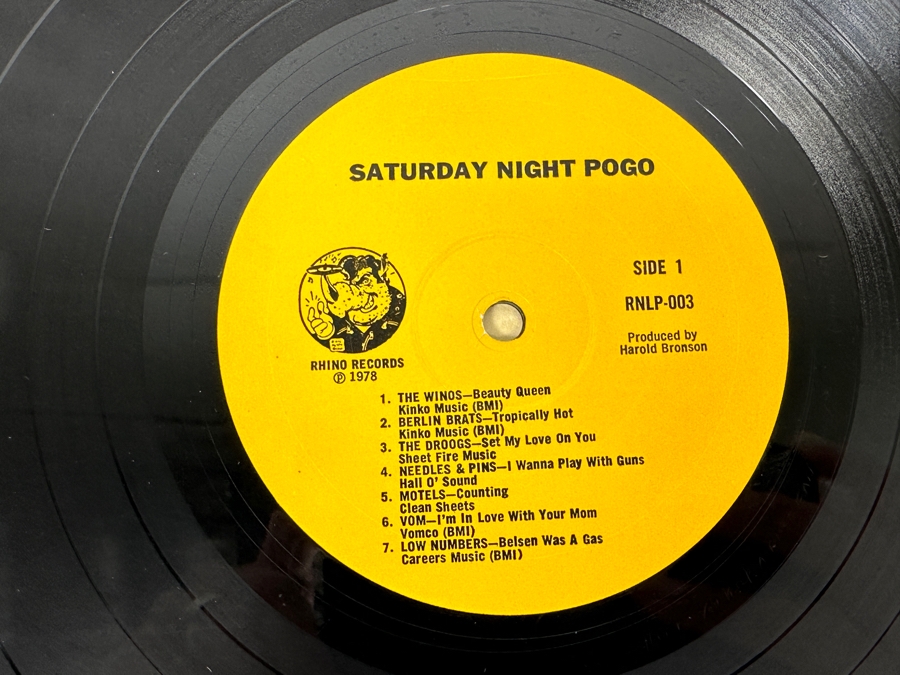 SATURDAY NIGHT POGO
SIDE 1
RNLP-003
Produced by
Harold Bronson
RHINO RECORDS
Ⓟ 1978
1. THE WINOS—Beauty Queen
Kinko Music (BMI)
2. BERLIN BRATS—Tropically Hot
Kinko Music (BMI)
3. THE DROOGS—Set My Love On You
Sheet Fire Music
4. NEEDLES & PINS—I Wanna Play With Guns
Hall O' Sound
5. MOTELS—Counting
Clean Sheets
6. VOM—I'm In Love With Your Mom
Vomco (BMI)
7. LOW NUMBERS—Belsen Was A Gas
Careers Music (BMI)